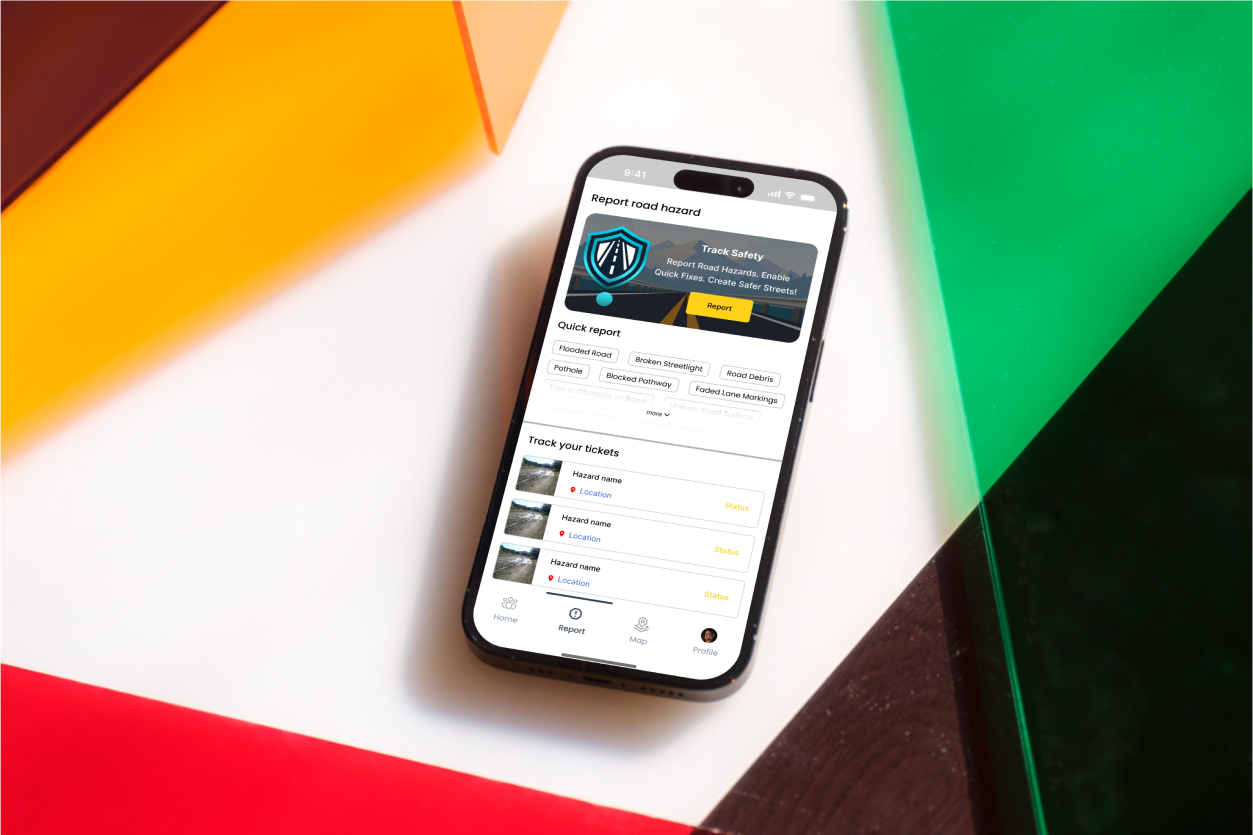 9:41
Report road hazard
Track Safety
Report Road Hazards. Enable
Quick Fixes. Create Safer Streets!
Report
Quick report
Flooded Road
Broken Streetlight
Road Debris
Pothole
Blocked Pathway
Faded Lane Markings
Tree or Obstacle on Road
Uneven Road Surface
more
Track your tickets
Hazard name
Location
Status
Hazard name
Location
Status
Hazard name
Location
Status
Home
Report
Map
Profile